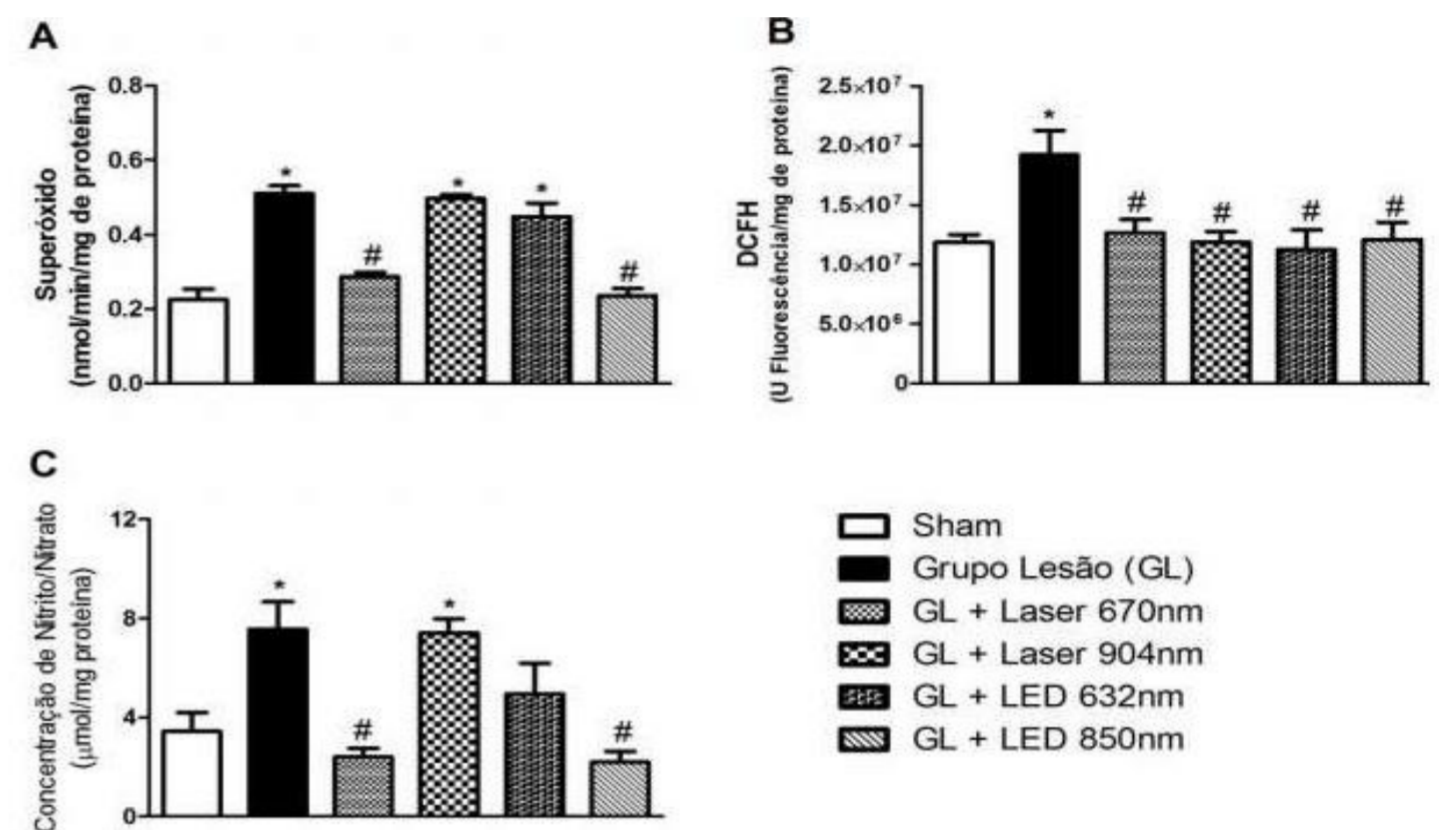 A
Superóxido
(nmol/min/mg de proteína)
0.8
0.6
0.4
0.2
0.0
*
#
*
*
#
B
DCFH
(U Fluorescência/mg de proteína)
2.5×10⁷
2.0×10⁷
1.5×10⁷
1.0×10⁷
5.0×10⁶
0
*
#
#
#
#
C
Concentração de Nitrito/Nitrato
(µmol/mg proteina)
12
8
4
0
*
#
*
#
Sham
Grupo Lesão (GL)
GL + Laser 670nm
GL + Laser 904nm
GL + LED 632nm
GL + LED 850nm